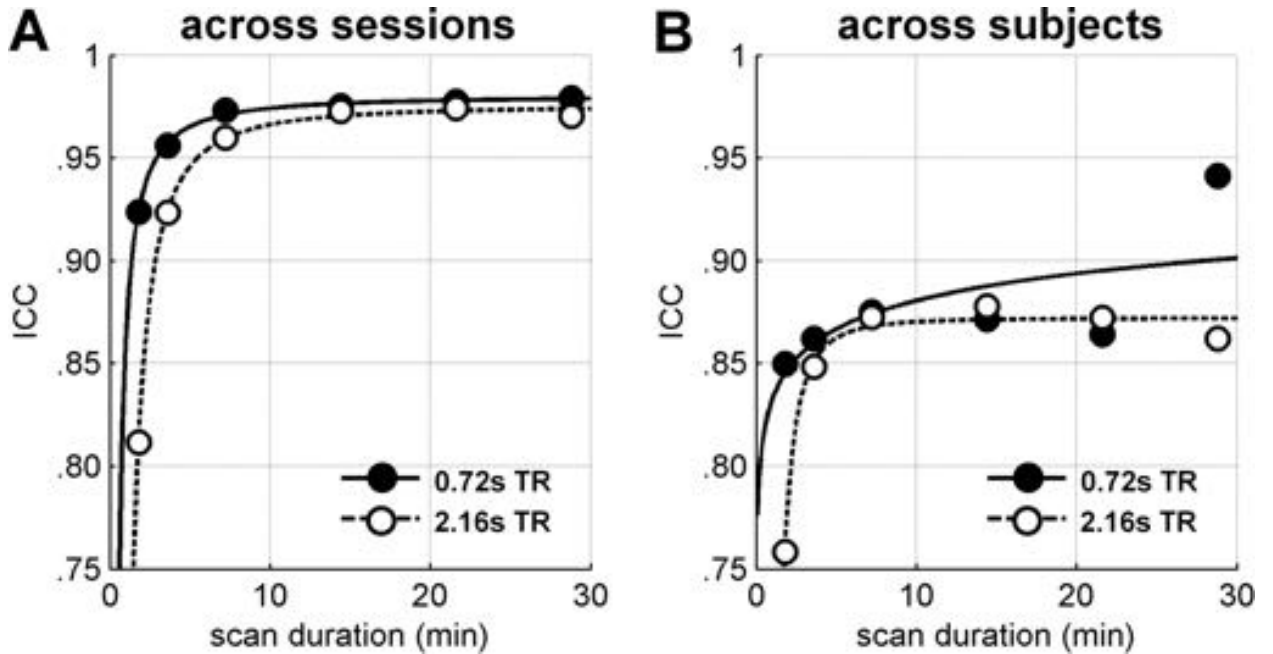 A across sessions
1
.95
.90
.85
.80
.75
ICC
0 10 20 30
scan duration (min)
0.72s TR
2.16s TR
B across subjects
1
.95
.90
.85
.80
.75
ICC
0 10 20 30
scan duration (min)
0.72s TR
2.16s TR